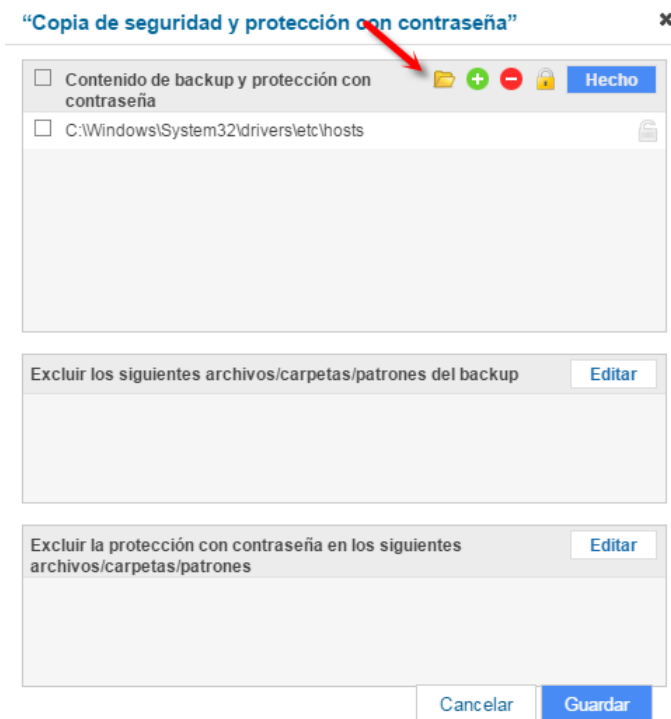 “Copia de seguridad y protección con contraseña”
Contenido de backup y protección con
contraseña
Hecho
C:\Windows\System32\drivers\etc\hosts
Excluir los siguientes archivos/carpetas/patrones del backup
Editar
Excluir la protección con contraseña en los siguientes
archivos/carpetas/patrones
Editar
Cancelar
Guardar